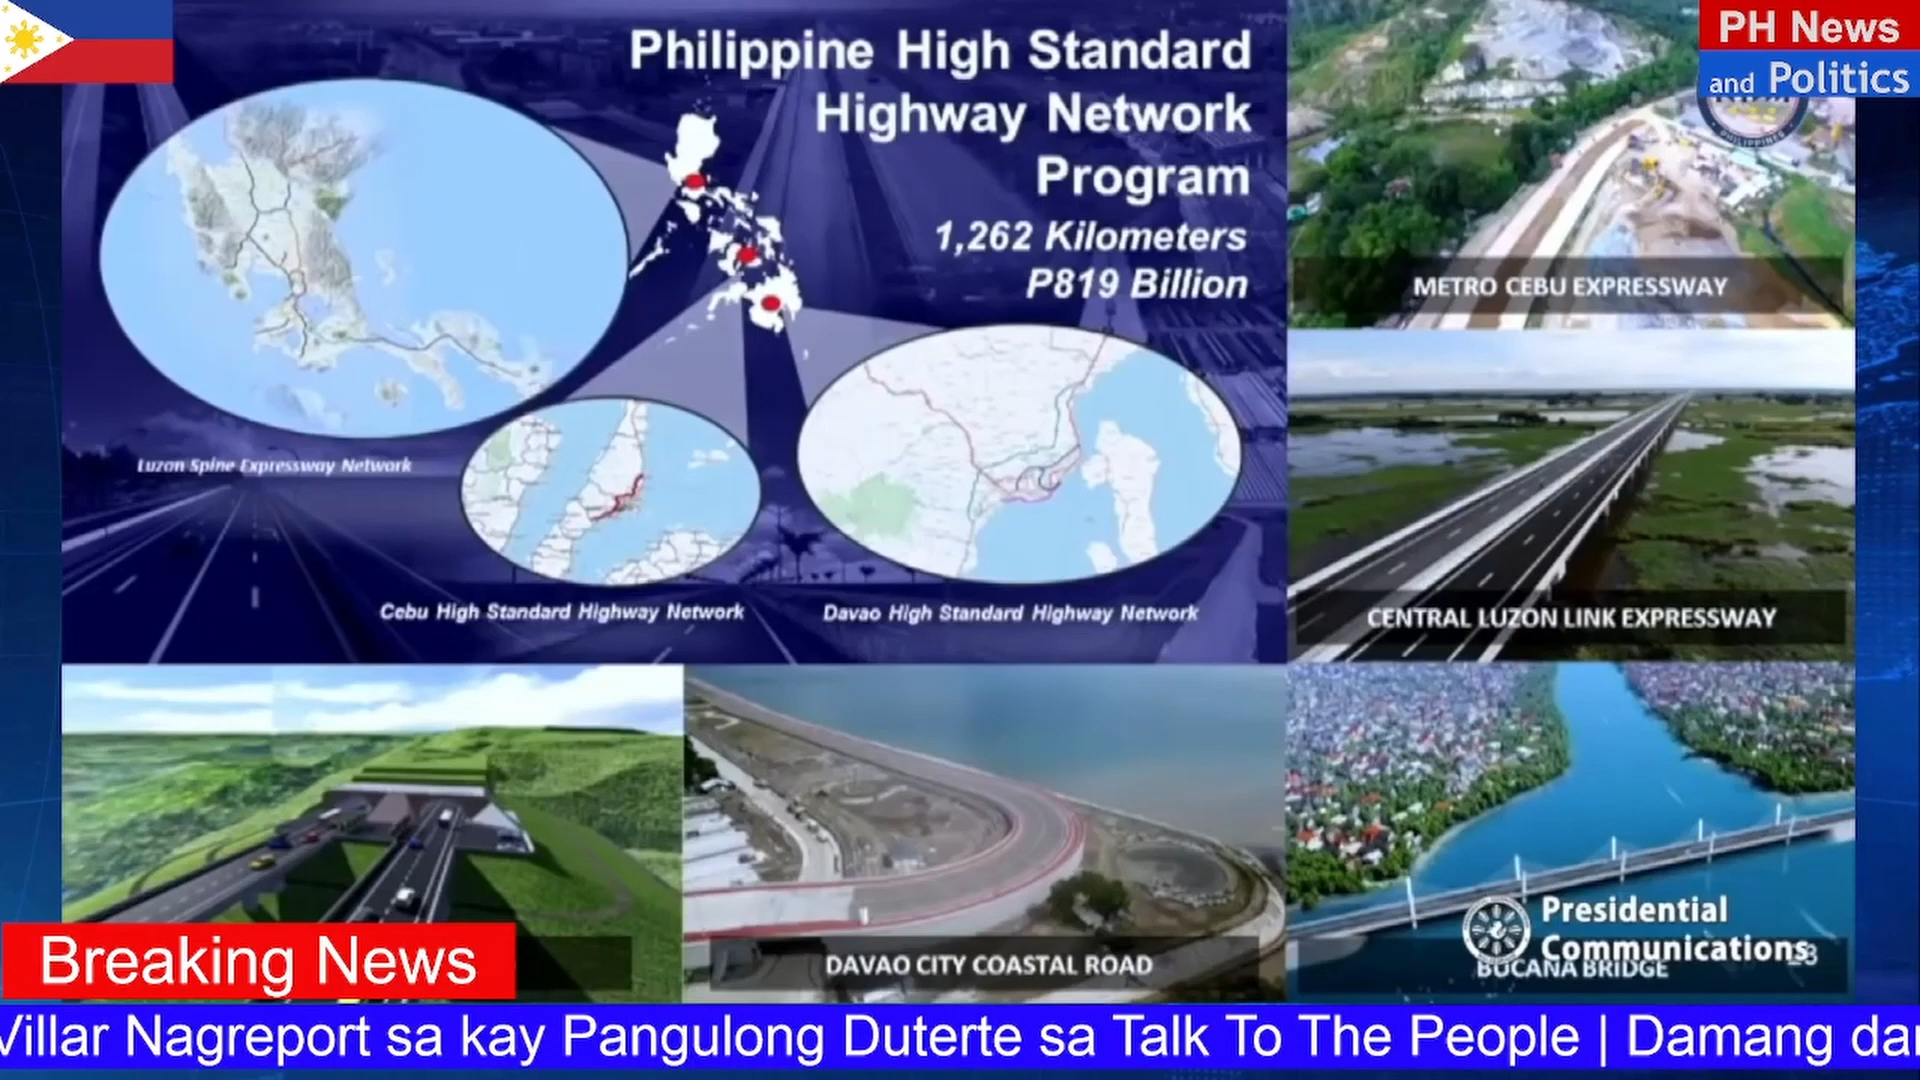 PH News
and Politics
PHILIPPINES
Philippine High Standard
Highway Network
Program
1,262 Kilometers
P819 Billion
Luzon Spine Expressway Network
Cebu High Standard Highway Network
Davao High Standard Highway Network
METRO CEBU EXPRESSWAY
CENTRAL LUZON LINK EXPRESSWAY
DAVAO CITY COASTAL ROAD
Presidential
Communications
23
BUCANA BRIDGE
Breaking News
Villar Nagreport sa kay Pangulong Duterte sa Talk To The People | Damang da